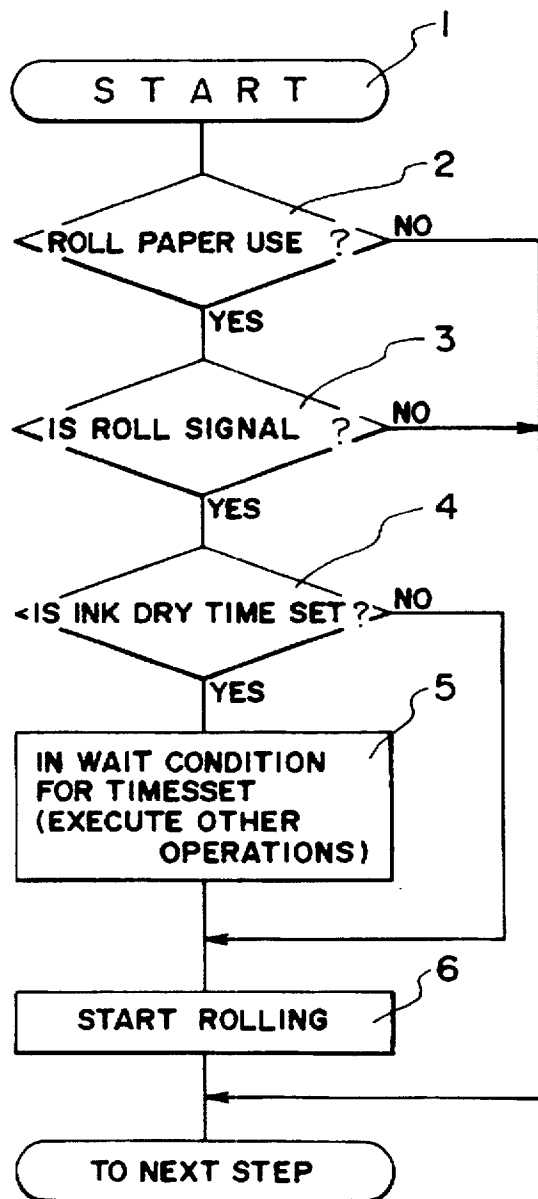 1
START
2
ROLL PAPER USE ?
NO
YES
3
IS ROLL SIGNAL ?
NO
YES
4
IS INK DRY TIME SET ?
NO
YES
5
IN WAIT CONDITION
FOR TIMESSET
(EXECUTE OTHER
OPERATIONS)
6
START ROLLING
TO NEXT STEP